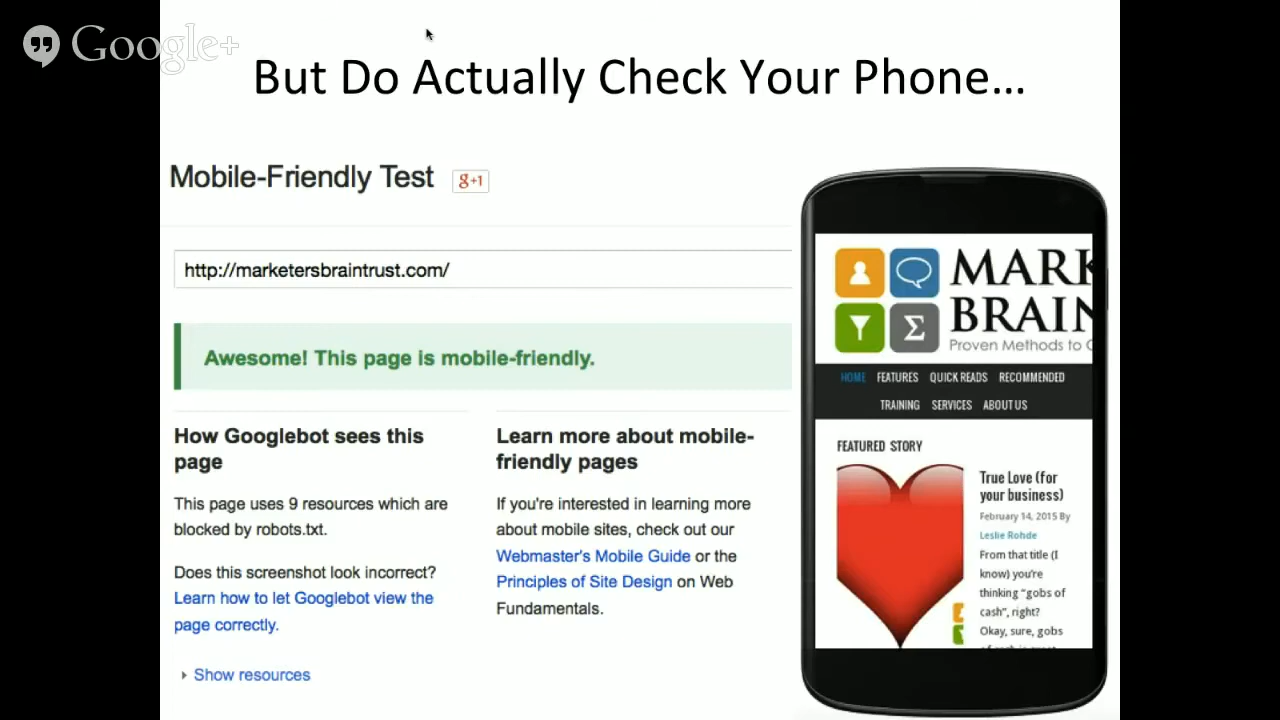 Google+
But Do Actually Check Your Phone...
Mobile-Friendly Test
g+1
http://marketersbraintrust.com/
Awesome! This page is mobile-friendly.
How Googlebot sees this
page
This page uses 9 resources which are
blocked by robots.txt.
Does this screenshot look incorrect?
Learn how to let Googlebot view the
page correctly.
Show resources
Learn more about mobile-
friendly pages
If you're interested in learning more
about mobile sites, check out our
Webmaster's Mobile Guide or the
Principles of Site Design on Web
Fundamentals.
MARK
BRAIN
Proven Methods to
HOME FEATURES QUICK READS RECOMMENDED
TRAINING SERVICES ABOUT US
FEATURED STORY
True Love (for
your business)
February 14, 2015 By
Leslie Rohde
From that title (I
know) you're
thinking "gobs of
cash", right?
Okay, sure, gobs